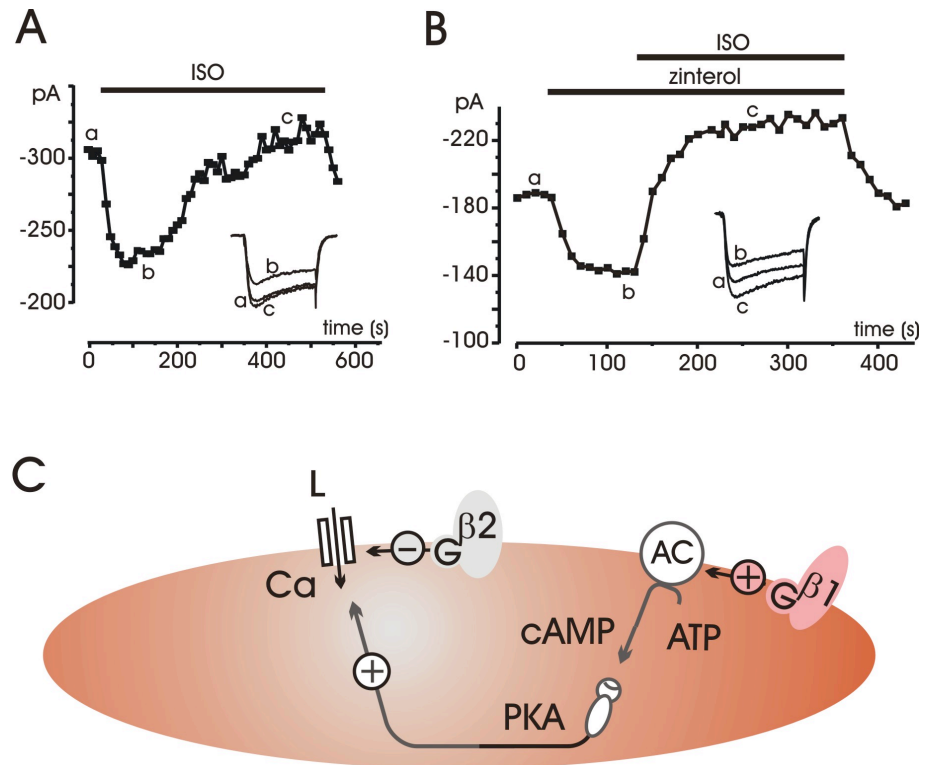 A
ISO
pA
a
c
-300
-250
b
b
a
c
-200
time (s)
0 200 400 600
B
ISO
zinterol
pA
c
-220
a
-180
b
-140
b
a
c
-100
time (s)
0 100 200 300 400
C
L
β2
G
−
AC
+
G
β1
Ca
cAMP
ATP
+
PKA